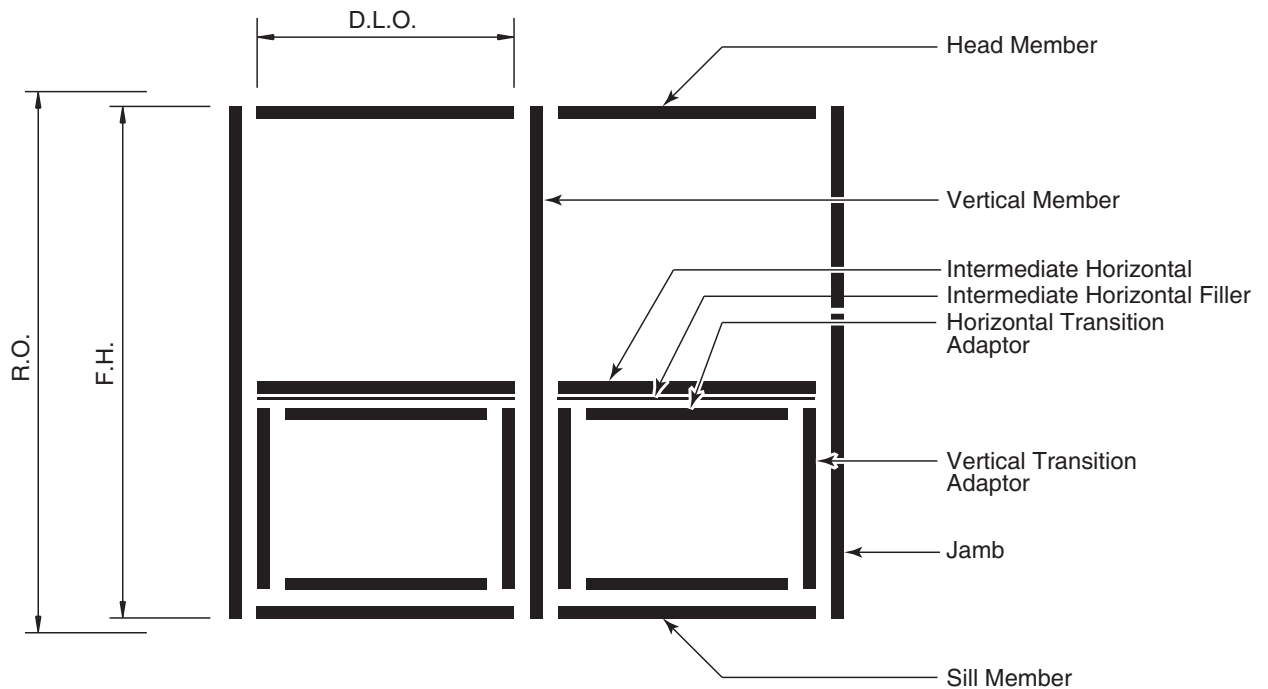 D.L.O.
Head Member
R.O.
F.H.
Vertical Member
Intermediate Horizontal
Intermediate Horizontal Filler
Horizontal Transition
Adaptor
Vertical Transition
Adaptor
Jamb
Sill Member